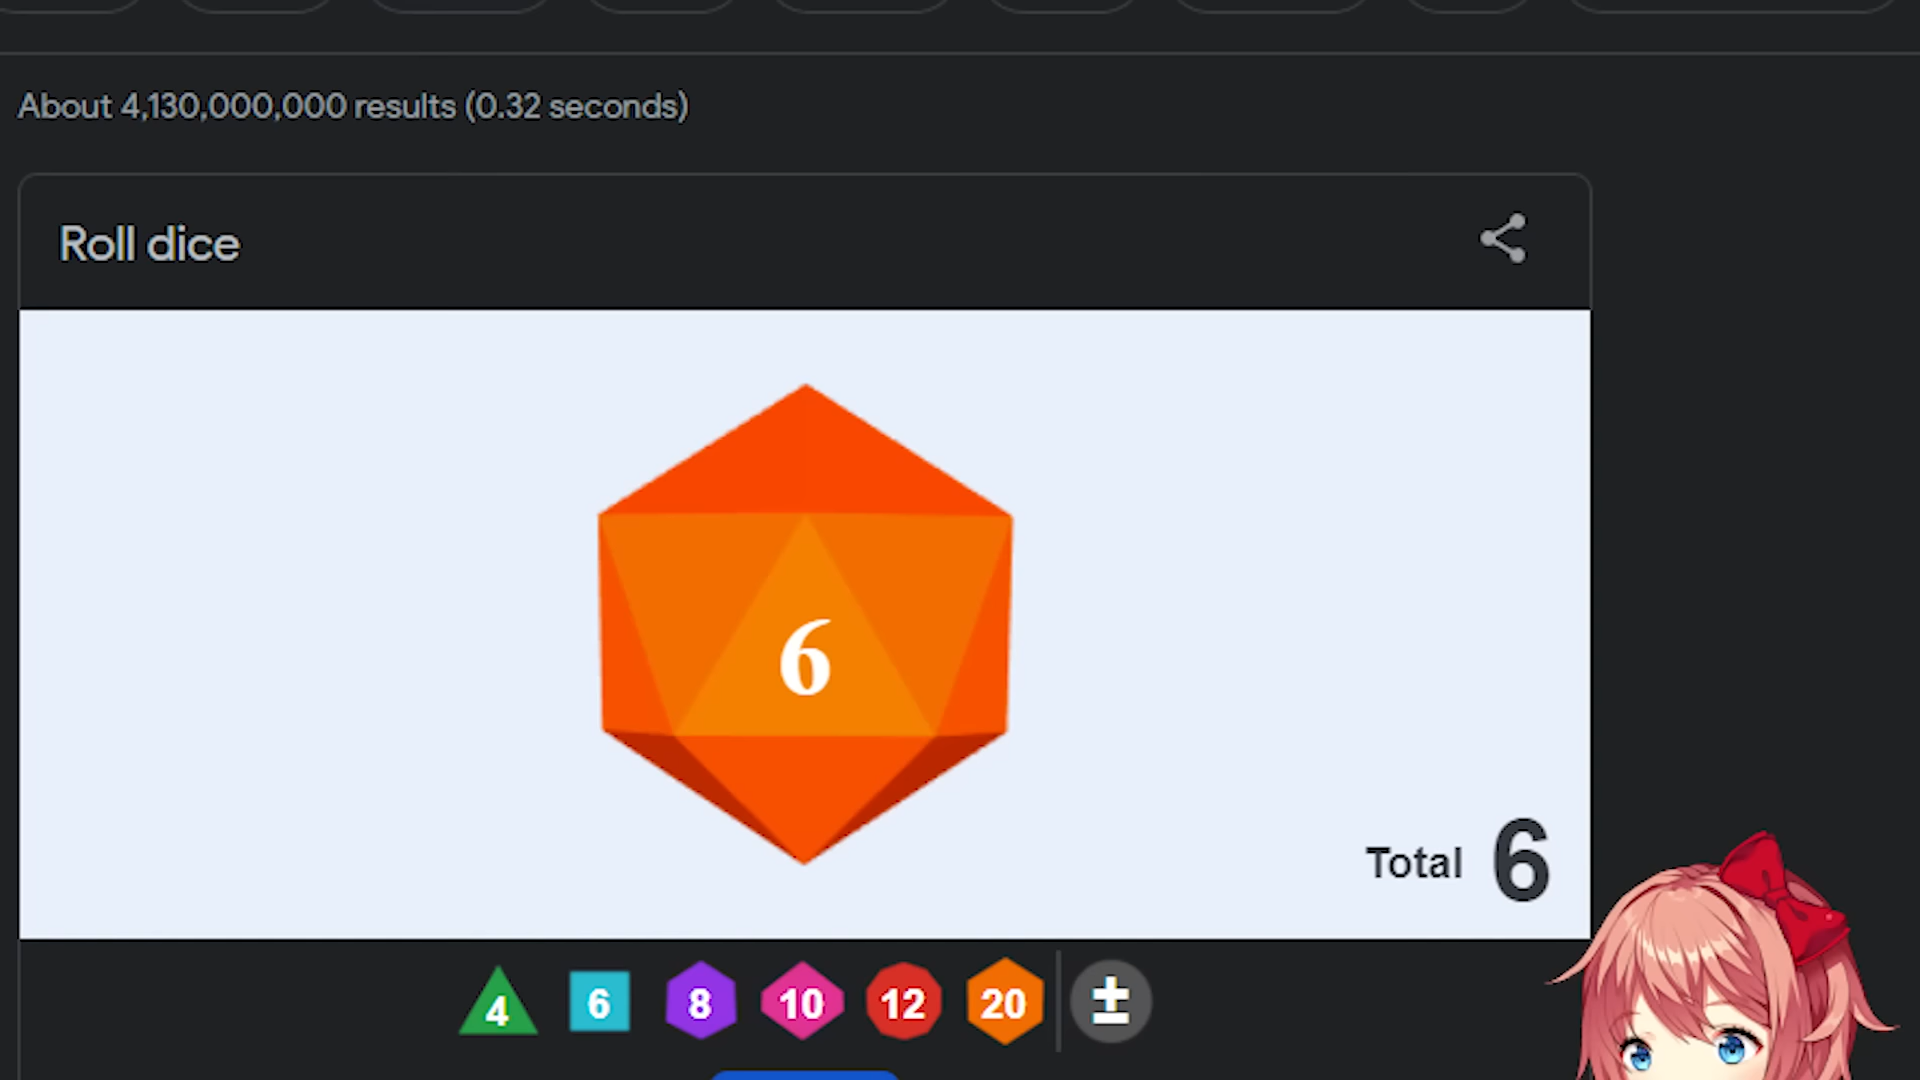 About 4,130,000,000 results (0.32 seconds)
Roll dice
6
Total 6
4 6 8 10 12 20 ±